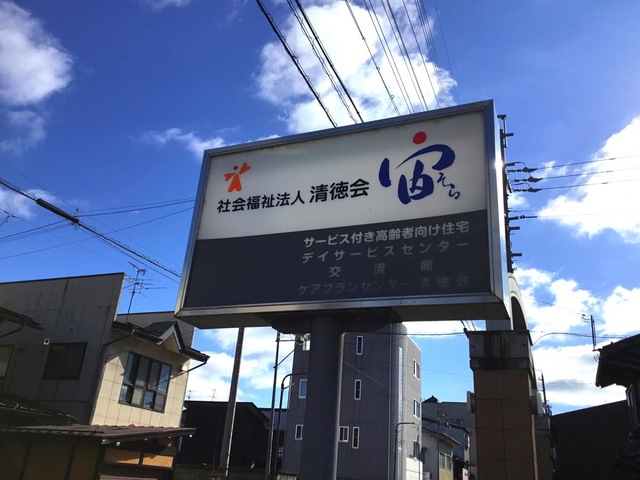 社会福祉法人 清徳会
宙 そら
サービス付き高齢者向け住宅
デイサービスセンター
交流館
ケアプランセンター清徳会